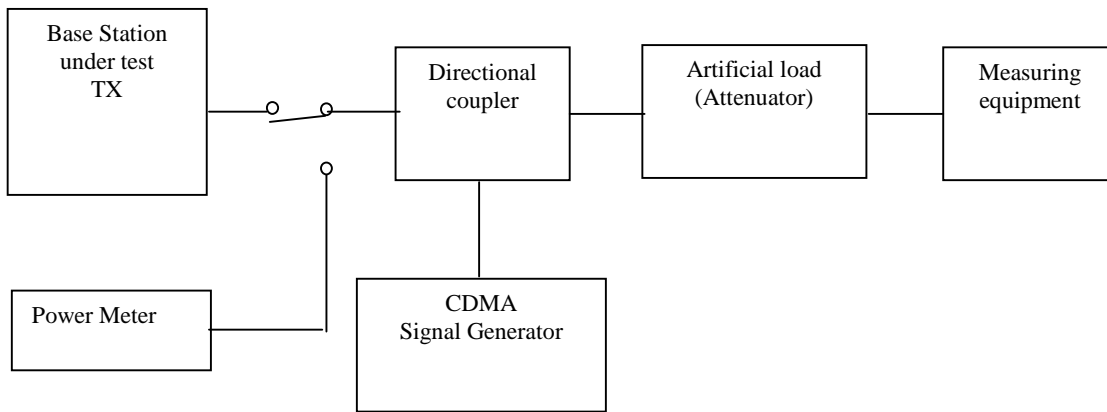 Base Station
under test
TX
Directional
coupler
Artificial load
(Attenuator)
Measuring
equipment
Power Meter
CDMA
Signal Generator